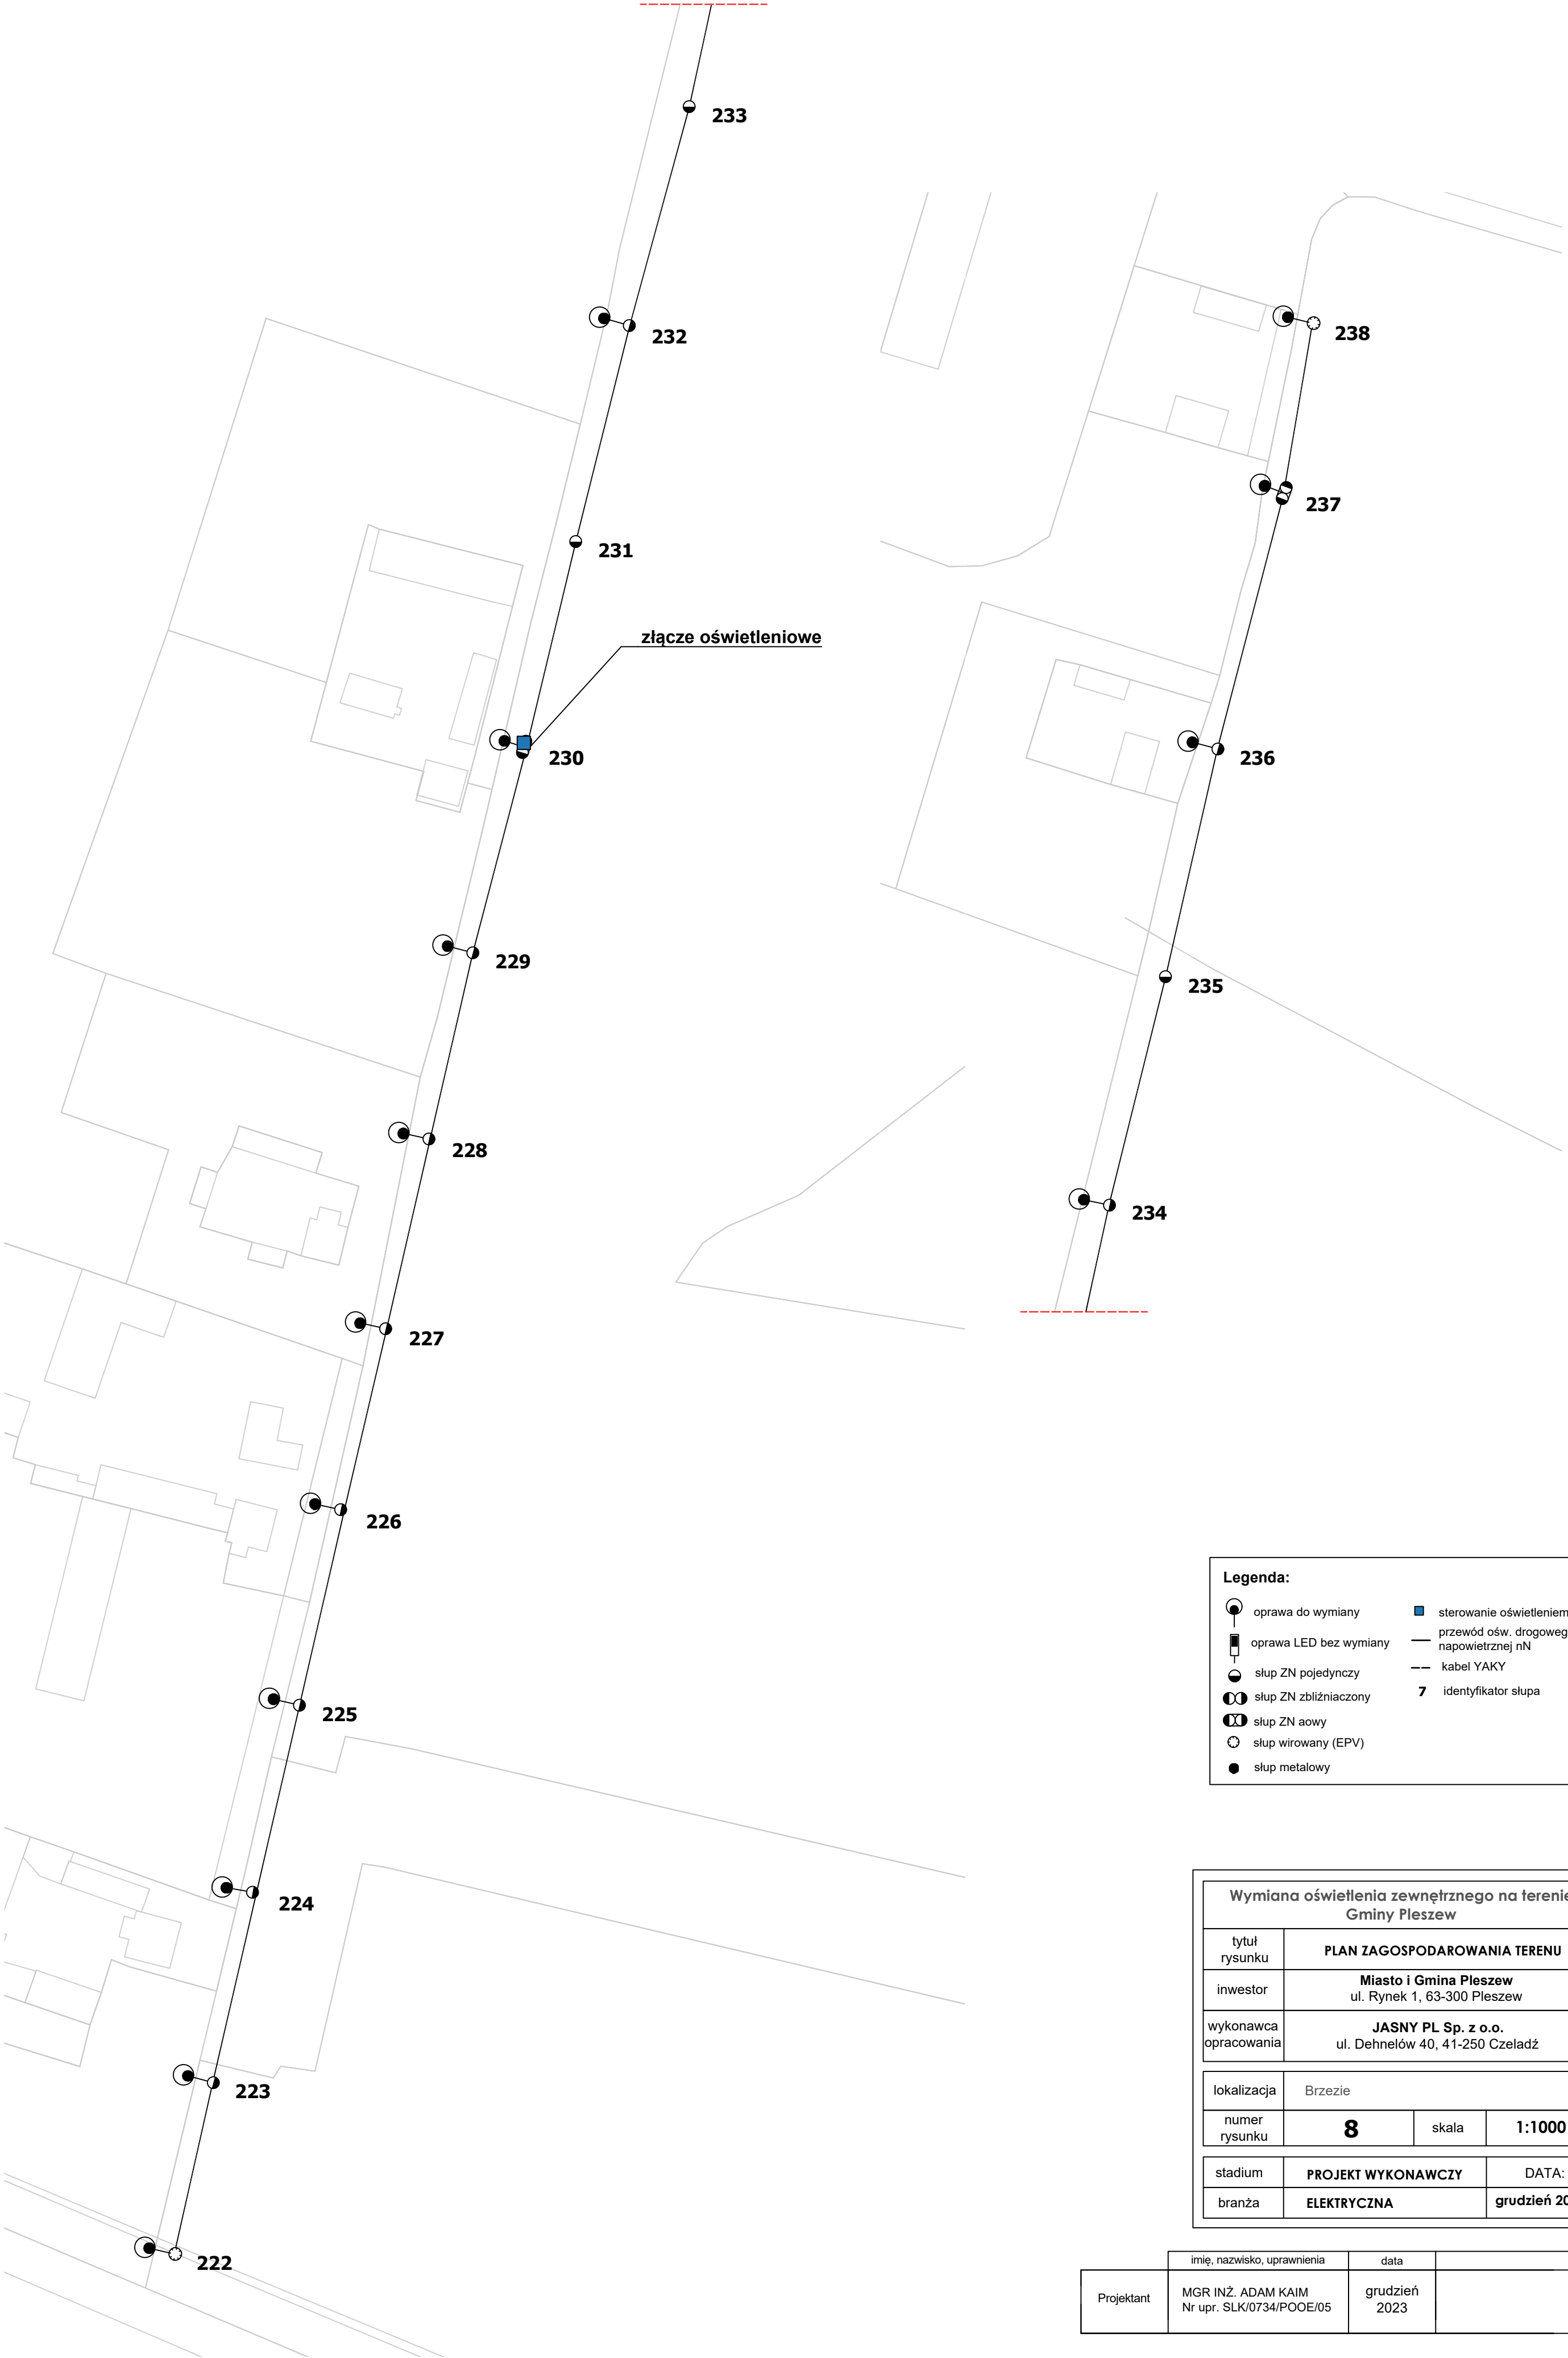 233
232
238
237
231
złącze oświetleniowe
230
236
229
235
228
234
227
226
225
224
223
222
Legenda:
oprawa do wymiany
oprawa LED bez wymiany
słup ZN pojedynczy
słup ZN zbliźniaczony
słup ZN aowy
słup wirowany (EPV)
słup metalowy
sterowanie oświetleniem
przewód ośw. drogoweg
napowietrznej nN
kabel YAKY
7 identyfikator słupa
Wymiana oświetlenia zewnętrznego na terenie
Gminy Pleszew
tytuł
rysunku
PLAN ZAGOSPODAROWANIA TERENU
inwestor
Miasto i Gmina Pleszew
ul. Rynek 1, 63-300 Pleszew
wykonawca
opracowania
JASNY PL Sp. z o.o.
ul. Dehnelów 40, 41-250 Czeladź
lokalizacja
Brzezie
numer
rysunku
8
skala
1:1000
stadium
PROJEKT WYKONAWCZY
DATA:
branża
ELEKTRYCZNA
grudzień 20
imię, nazwisko, uprawnienia
data
Projektant
MGR INŻ. ADAM KAIM
Nr upr. SLK/0734/POOE/05
grudzień
2023